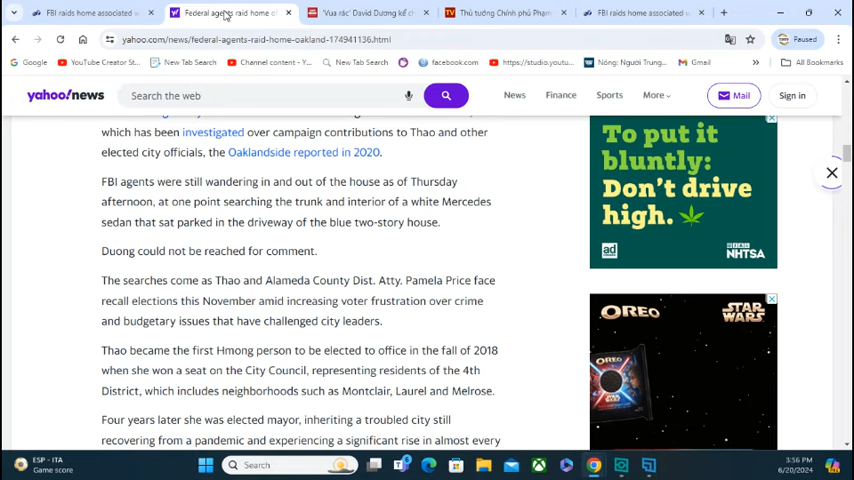 FBI raids home associated w
Federal agents raid home of
'Vua rác' David Dương kể ch
Thủ tướng Chính phủ Phạm
FBI raids home associated w
yahoo.com/news/federal-agents-raid-home-oakland-174941136.html
Paused
Google
YouTube Creator St...
New Tab Search
Channel content - Y...
New Tab Search
facebook.com
https://studio.youtu...
Nóng: Người Trung...
Gmail
All Bookmarks
yahoo!news
Search the web
News
Finance
Sports
More
Mail
Sign in
which has been investigated over campaign contributions to Thao and other
elected city officials, the Oaklandside reported in 2020.
FBI agents were still wandering in and out of the house as of Thursday
afternoon, at one point searching the trunk and interior of a white Mercedes
sedan that sat parked in the driveway of the blue two-story house.
Duong could not be reached for comment.
The searches come as Thao and Alameda County Dist. Atty. Pamela Price face
recall elections this November amid increasing voter frustration over crime
and budgetary issues that have challenged city leaders.
Thao became the first Hmong person to be elected to office in the fall of 2018
when she won a seat on the City Council, representing residents of the 4th
District, which includes neighborhoods such as Montclair, Laurel and Melrose.
Four years later she was elected mayor, inheriting a troubled city still
recovering from a pandemic and experiencing a significant rise in almost every
To put it
bluntly:
Don't drive
high.
ad
NHTSA
OREO
STAR
WARS
ESP - ITA
Game score
Search
3:56 PM
6/20/2024